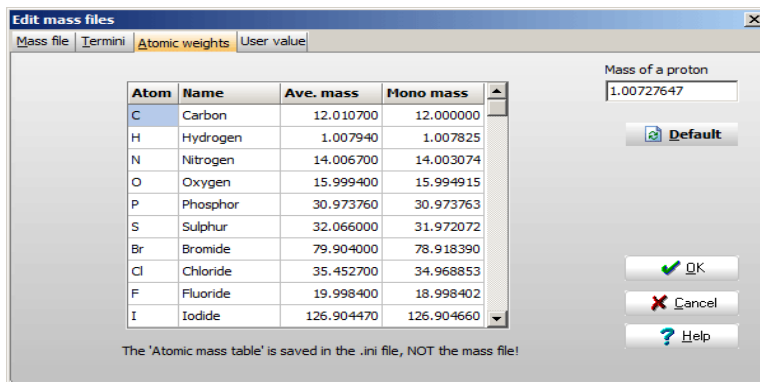 Edit mass files
Mass file Termini Atomic weights User value
Mass of a proton
1.00727647
Default
Atom Name Ave. mass Mono mass
C Carbon 12.010700 12.000000
H Hydrogen 1.007940 1.007825
N Nitrogen 14.006700 14.003074
O Oxygen 15.999400 15.994915
P Phosphor 30.973760 30.973763
S Sulphur 32.066000 31.972072
Br Bromide 79.904000 78.918390
Cl Chloride 35.452700 34.968853
F Fluoride 19.998400 18.998402
I Iodide 126.904470 126.904660
OK
Cancel
Help
The 'Atomic mass table' is saved in the .ini file, NOT the mass file!